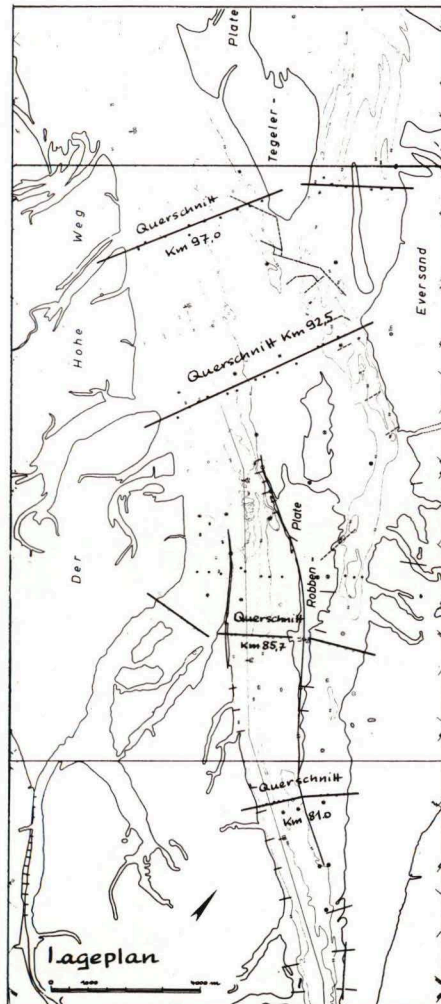 Plate
Tegeler-
Weg
Hohe
Der
Eversand
Querschnitt
Km 97,0
Querschnitt Km 92,5
Plate
Robben-
Querschnitt
Km 85,7
Querschnitt
Km 81.0
Lageplan
0